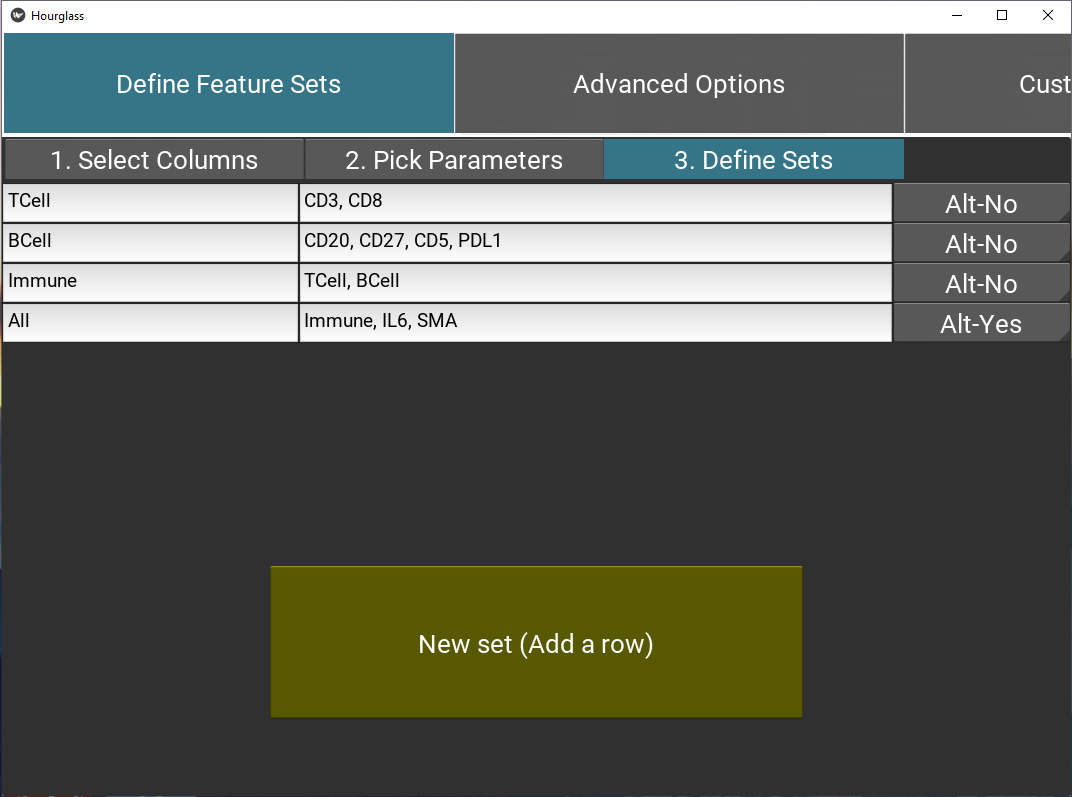 Hourglass
Define Feature Sets
Advanced Options
Cust
1. Select Columns
2. Pick Parameters
3. Define Sets
TCell
CD3, CD8
Alt-No
BCell
CD20, CD27, CD5, PDL1
Alt-No
Immune
TCell, BCell
Alt-No
All
Immune, IL6, SMA
Alt-Yes
New set (Add a row)